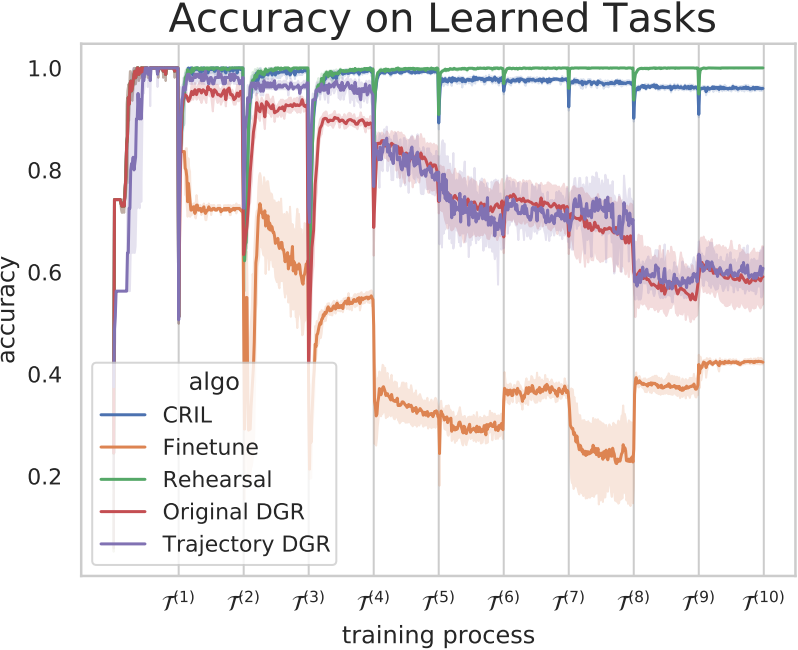 Accuracy on Learned Tasks
accuracy
1.0
0.8
0.6
0.4
0.2
algo
CRIL
Finetune
Rehearsal
Original DGR
Trajectory DGR
𝒯⁽¹⁾ 𝒯⁽²⁾ 𝒯⁽³⁾ 𝒯⁽⁴⁾ 𝒯⁽⁵⁾ 𝒯⁽⁶⁾ 𝒯⁽⁷⁾ 𝒯⁽⁸⁾ 𝒯⁽⁹⁾ 𝒯⁽¹⁰⁾
training process